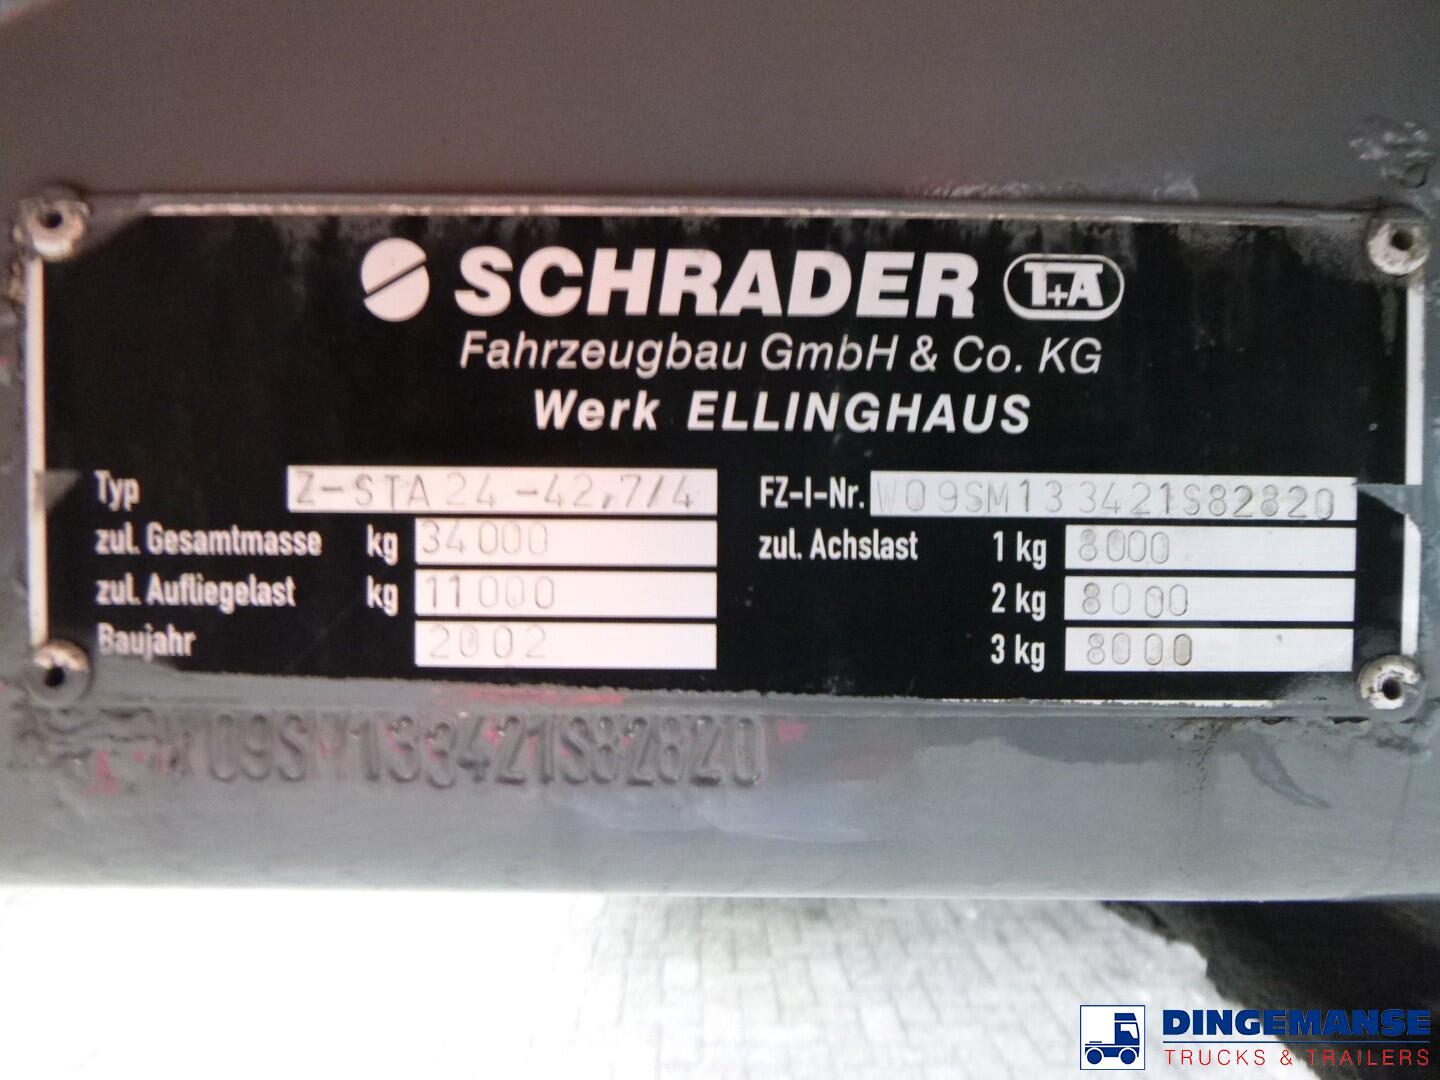 SCHRADER T+A
Fahrzeugbau GmbH & Co. KG
Werk ELLINGHAUS
Typ Z-STA24-42,7/4 FZ-I-Nr. W09SM133421S82820
zul. Gesamtmasse kg 34000 zul. Achslast 1 kg 8000
zul. Aufliegelast kg 11000 2 kg 8000
Baujahr 2002 3 kg 8000
W09SM133421S82820
DINGEMANSE
TRUCKS & TRAILERS